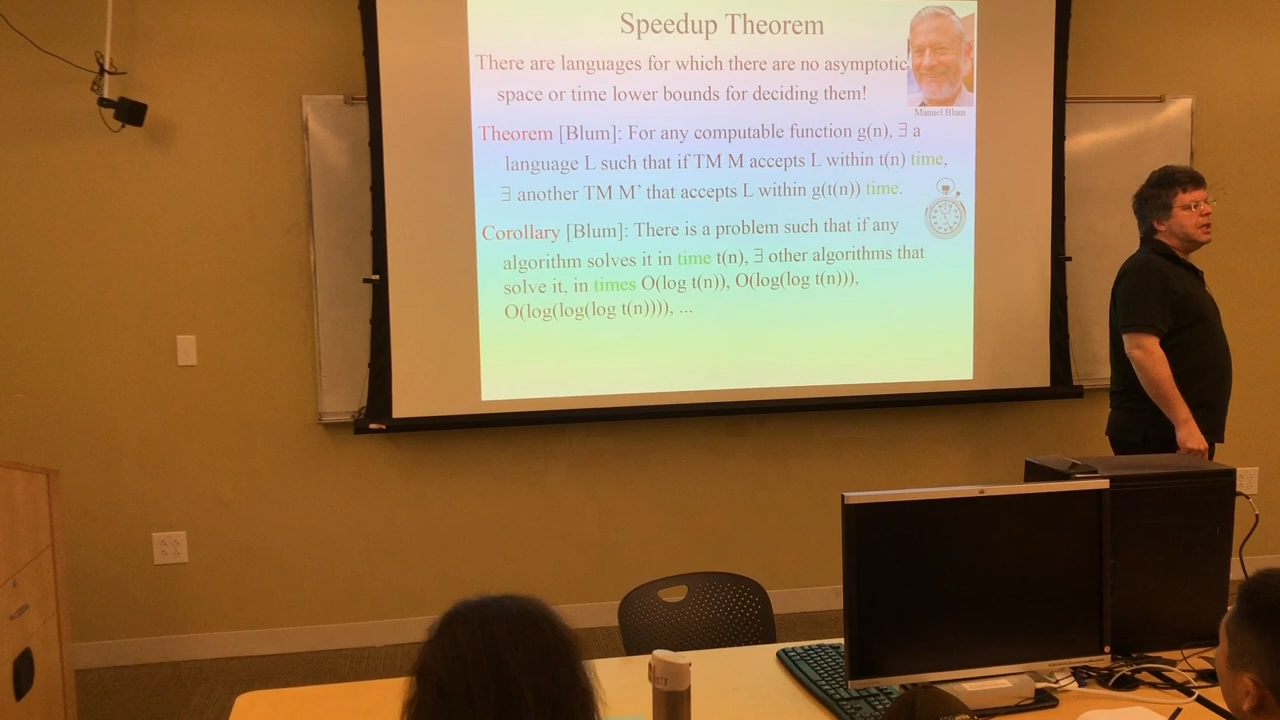 Speedup Theorem
There are languages for which there are no asymptotic
space or time lower bounds for deciding them!
Manuel Blum
Theorem [Blum]: For any computable function g(n), ∃ a
language L such that if TM M accepts L within t(n) time,
∃ another TM M’ that accepts L within g(t(n)) time.
Corollary [Blum]: There is a problem such that if any
algorithm solves it in time t(n), ∃ other algorithms that
solve it, in times O(log t(n)), O(log(log t(n))),
O(log(log(log t(n)))), ...